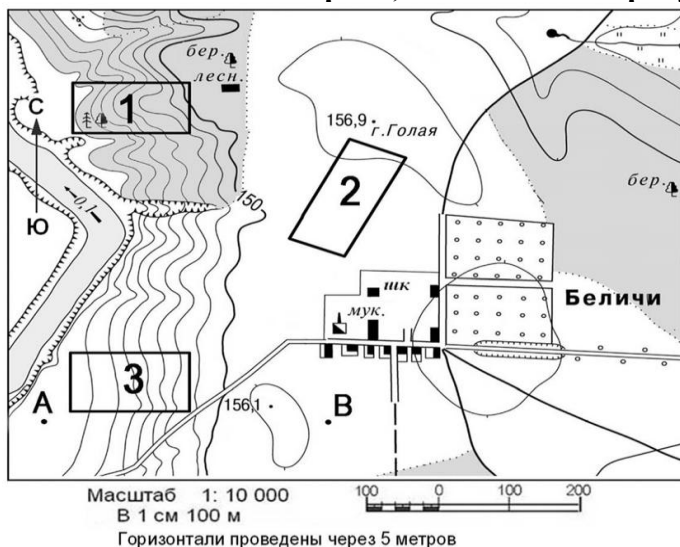 бер.
лесн.
1
С
156,9
г.Голая
2
бер.
0,1
150
Ю
шк
Беличи
мук.
3
А
156,1
В
Масштаб 1: 10 000
В 1 см 100 м
100 0 100 200
Горизонтали проведены через 5 метров